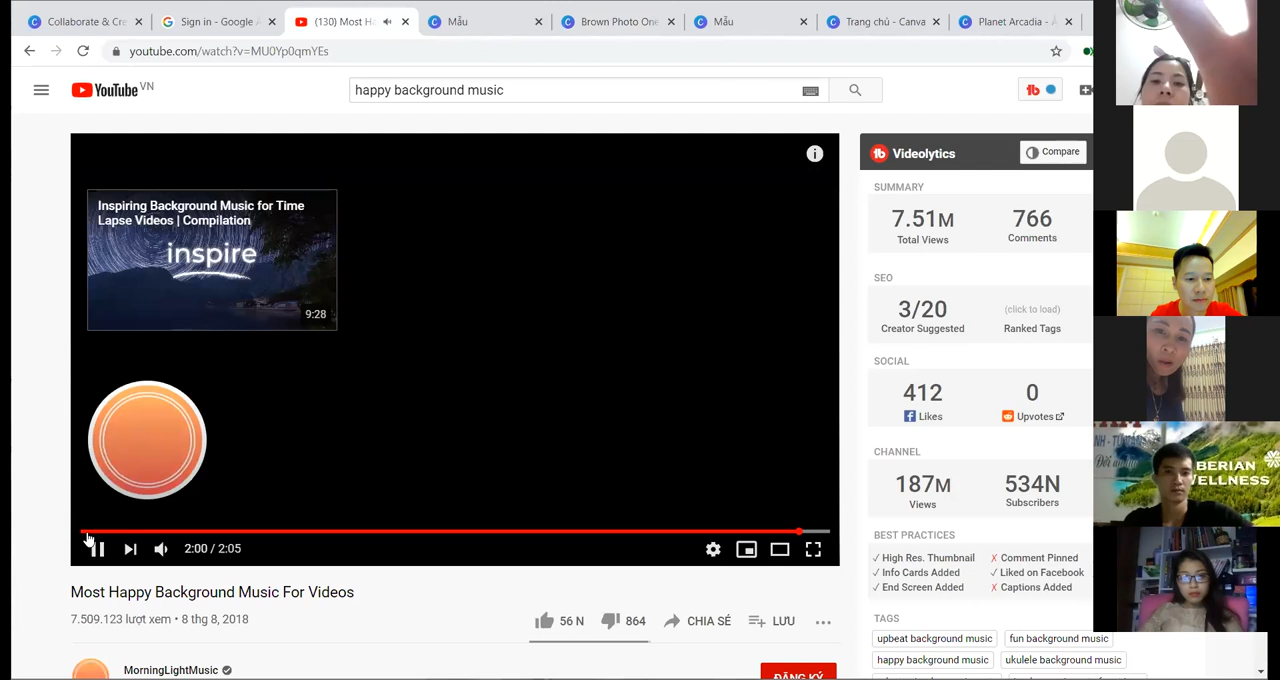 Collaborate & Cre
Sign in - Google A
(130) Most Ha
Mẫu
Brown Photo One
Mẫu
Trang chủ - Canva
Planet Arcadia - A
youtube.com/watch?v=MU0Yp0qmYEs
YouTube VN
happy background music
Inspiring Background Music for Time
Lapse Videos | Compilation
inspire
9:28
2:00 / 2:05
Most Happy Background Music For Videos
7.509.123 lượt xem • 8 thg 8, 2018
56 N
864
CHIA SẺ
LƯU
MorningLightMusic
ĐĂNG KÝ
Videolytics
Compare
SUMMARY
7.51M
766
Total Views
Comments
SEO
3/20
(click to load)
Creator Suggested
Ranked Tags
SOCIAL
412
0
Likes
Upvotes
CHANNEL
187M
534N
Views
Subscribers
BEST PRACTICES
✓ High Res. Thumbnail
✗ Comment Pinned
✓ Info Cards Added
✓ Liked on Facebook
✓ End Screen Added
✗ Captions Added
TAGS
upbeat background music
fun background music
happy background music
ukulele background music
BERIAN
WELLNESS